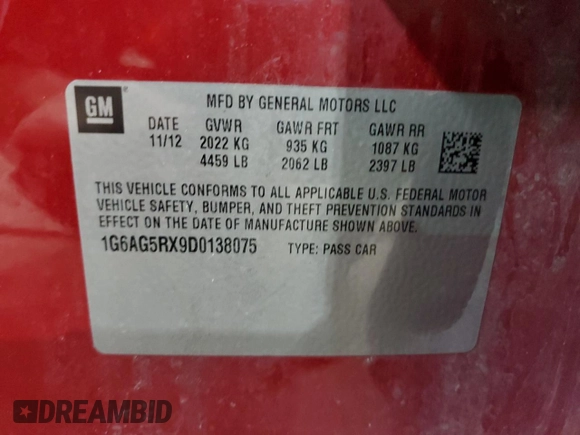 GM
MFD BY GENERAL MOTORS LLC
DATE GVWR GAWR FRT GAWR RR
11/12 2022 KG 935 KG 1087 KG
4459 LB 2062 LB 2397 LB
THIS VEHICLE CONFORMS TO ALL APPLICABLE U.S. FEDERAL MOTOR
VEHICLE SAFETY, BUMPER, AND THEFT PREVENTION STANDARDS IN
EFFECT ON THE DATE OF MANUFACTURE SHOWN ABOVE.
1G6AG5RX9D0138075 TYPE: PASS CAR
DREAMBID